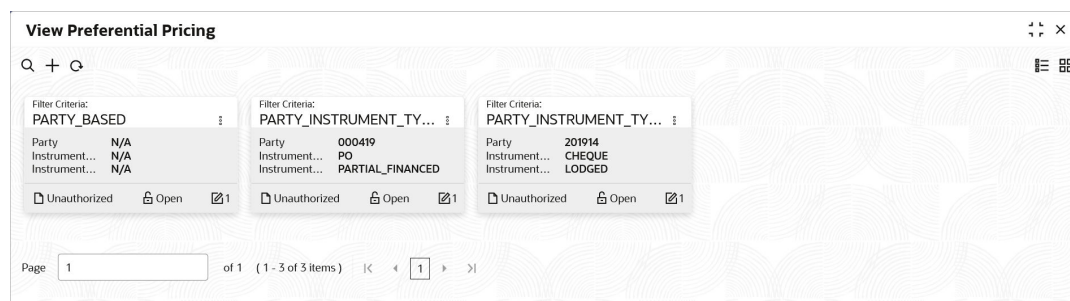 View Preferential Pricing
Filter Criteria:
PARTY_BASED
Party N/A
Instrument... N/A
Instrument... N/A
Unauthorized Open 1
Filter Criteria:
PARTY_INSTRUMENT_TY...
Party 000419
Instrument... PO
Instrument... PARTIAL_FINANCED
Unauthorized Open 1
Filter Criteria:
PARTY_INSTRUMENT_TY...
Party 201914
Instrument... CHEQUE
Instrument... LODGED
Unauthorized Open 1
Page 1 of 1 (1 - 3 of 3 items) 1